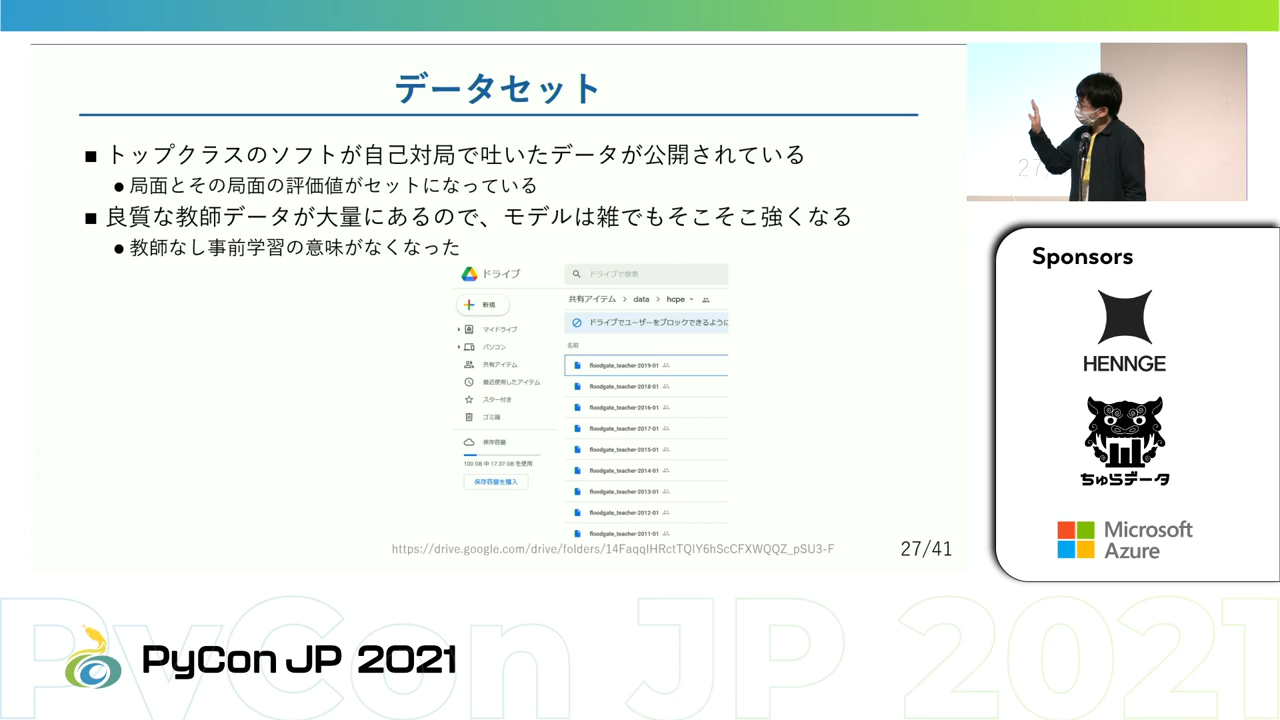 データセット
■ トップクラスのソフトが自己対局で吐いたデータが公開されている
● 局面とその局面の評価値がセットになっている
■ 良質な教師データが大量にあるので、モデルは雑でもそこそこ強くなる
● 教師なし事前学習の意味がなくなった
ドライブ
ドライブで検索
新規
マイドライブ
パソコン
共有アイテム
最近使用したアイテム
スター付き
ゴミ箱
保存容量
100 GB 中 17.37 GB を使用
保存容量を購入
共有アイテム > data > hcpe
ドライブでユーザーをブロックできるように
名前
floodgate_teacher-2019-01
floodgate_teacher-2018-01
floodgate_teacher-2016-01
floodgate_teacher-2017-01
floodgate_teacher-2015-01
floodgate_teacher-2014-01
floodgate_teacher-2013-01
floodgate_teacher-2012-01
floodgate_teacher-2011-01
27/41
27
Sponsors
HENNGE
ちゅらデータ
Microsoft
Azure
PyCon JP 2021
PyCon JP 2021